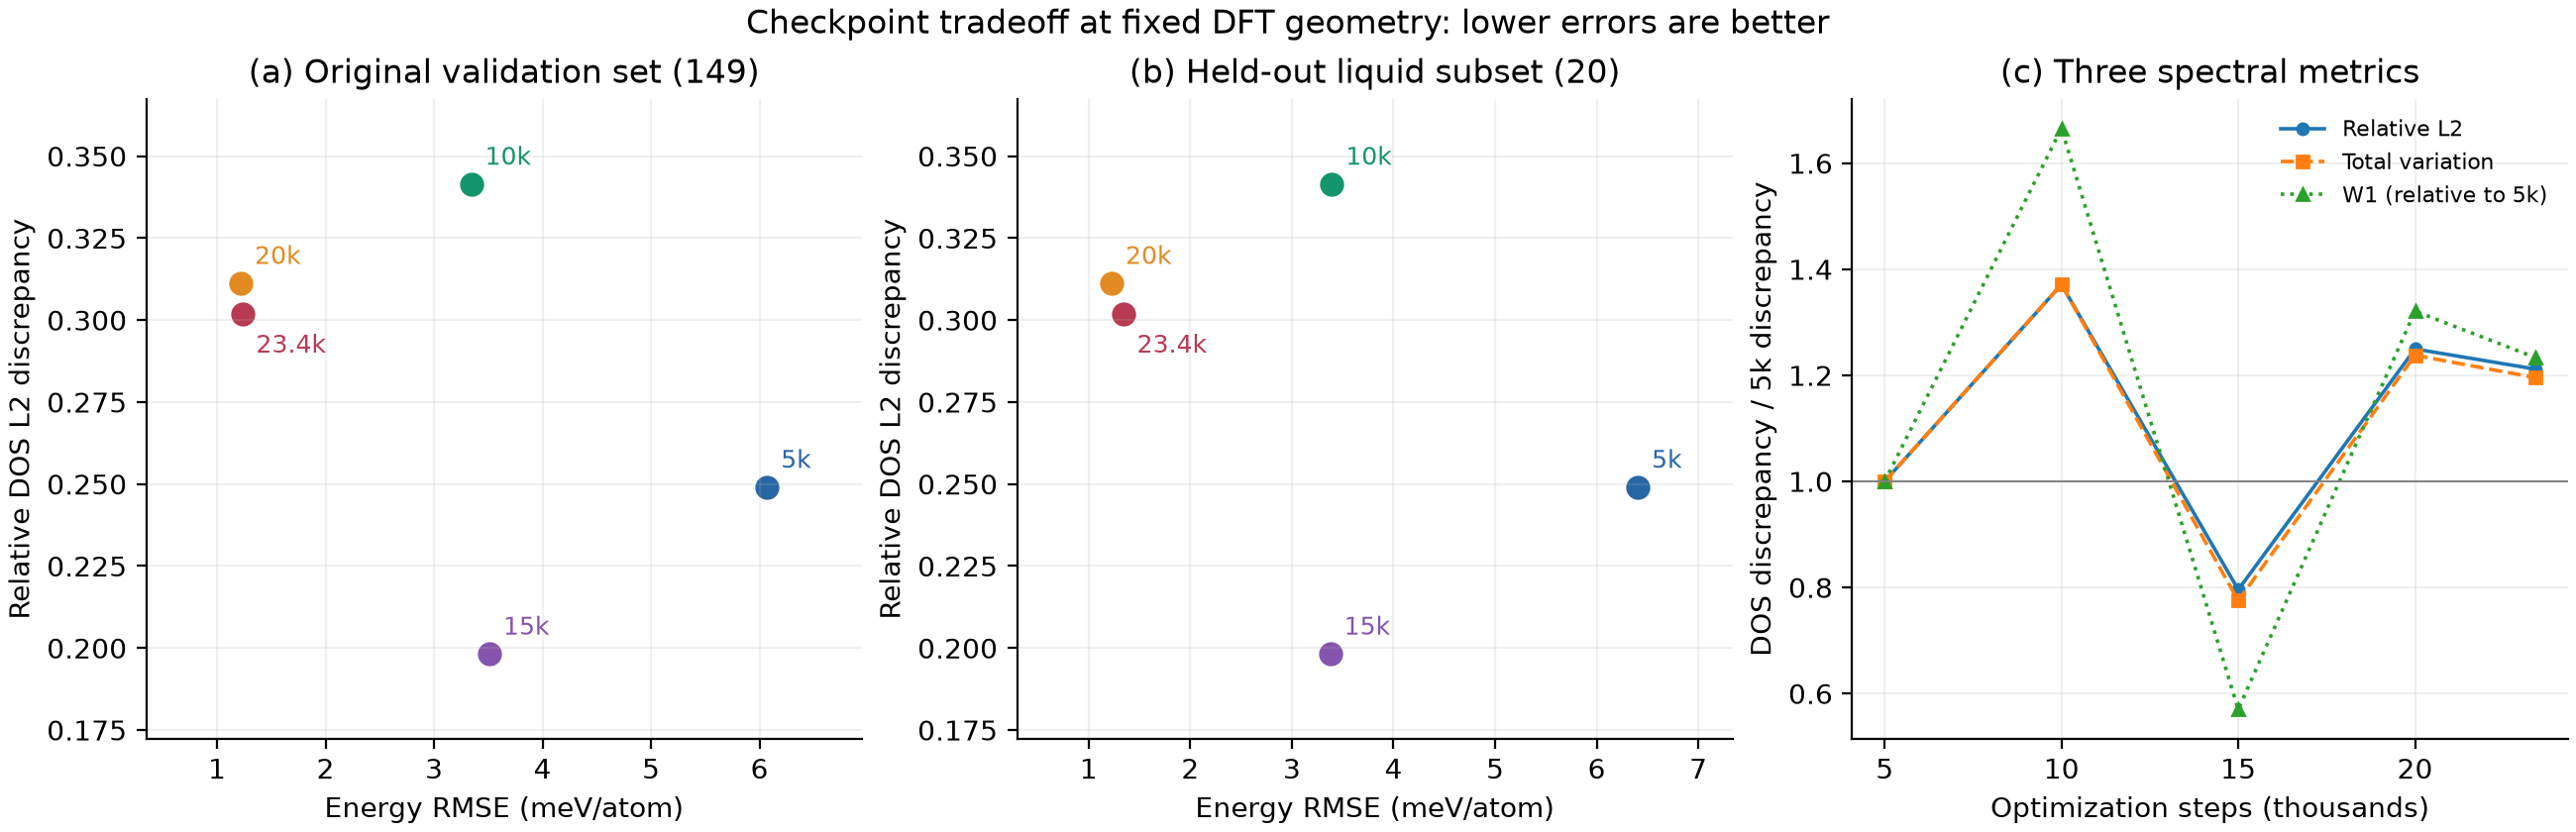 Checkpoint tradeoff at fixed DFT geometry: lower errors are better
(a) Original validation set (149)
Relative DOS L2 discrepancy
0.350
0.325
0.300
0.275
0.250
0.225
0.200
0.175
10k
20k
23.4k
5k
15k
1 2 3 4 5 6
Energy RMSE (meV/atom)
(b) Held-out liquid subset (20)
Relative DOS L2 discrepancy
0.350
0.325
0.300
0.275
0.250
0.225
0.200
0.175
10k
20k
23.4k
5k
15k
1 2 3 4 5 6 7
Energy RMSE (meV/atom)
(c) Three spectral metrics
DOS discrepancy / 5k discrepancy
1.6
1.4
1.2
1.0
0.8
0.6
Relative L2
Total variation
W1 (relative to 5k)
5 10 15 20
Optimization steps (thousands)